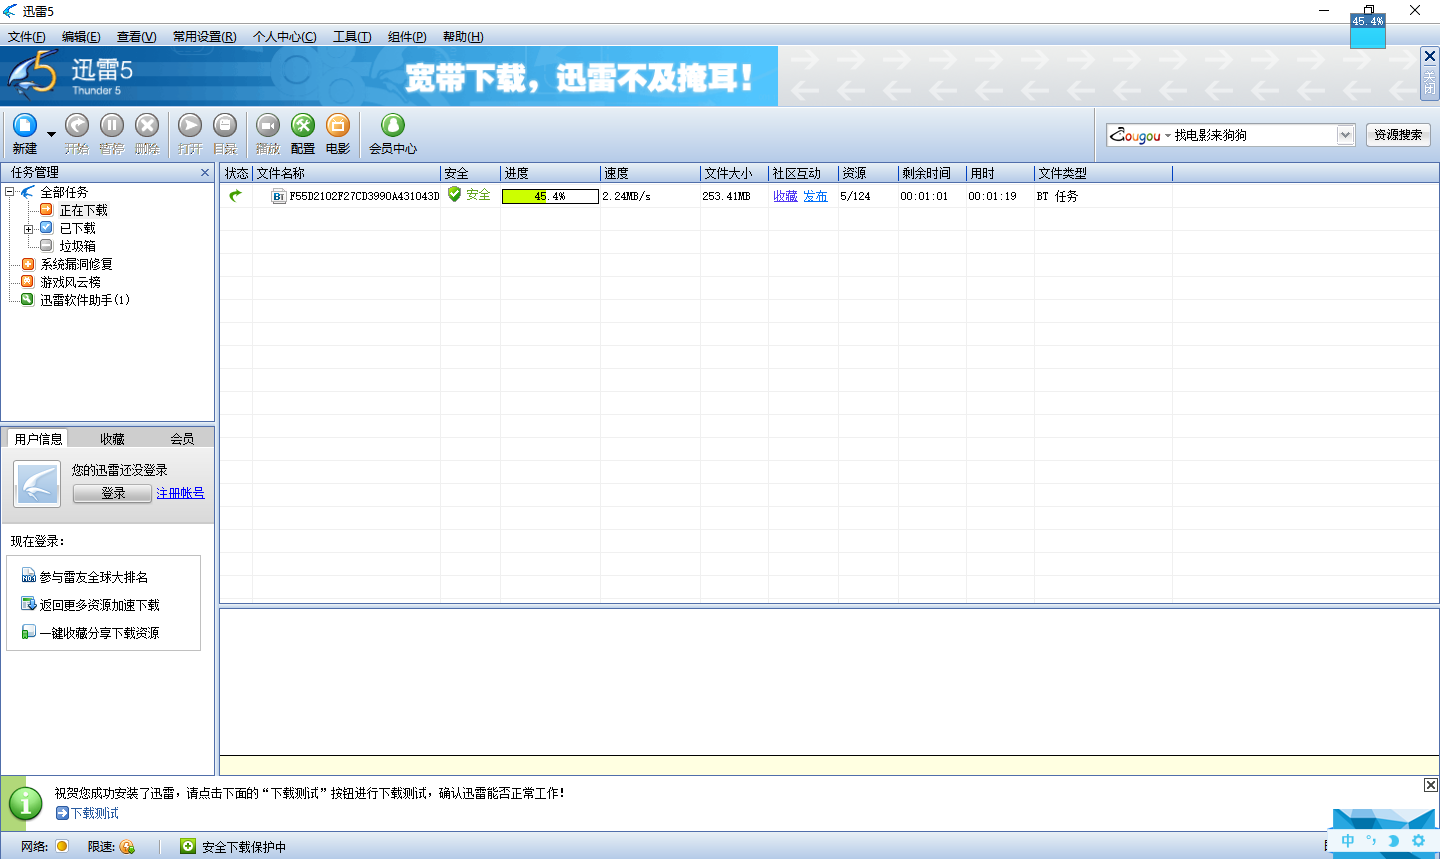 迅雷5
45.4%
文件(F) 编辑(E) 查看(V) 常用设置(R) 个人中心(C) 工具(T) 组件(P) 帮助(H)
5 迅雷5
Thunder 5
宽带下载，迅雷不及掩耳！
关闭
新建 开始 暂停 删除 打开 目录 播放 配置 电影 会员中心
Gougou 找电影来狗狗 资源搜索
任务管理
全部任务
正在下载
已下载
垃圾箱
系统漏洞修复
游戏风云榜
迅雷软件助手(1)
状态 文件名称 安全 进度 速度 文件大小 社区互动 资源 剩余时间 用时 文件类型
BT F55D2102F27CD3990A431043D 安全 45.4% 2.24MB/s 253.41MB 收藏 发布 5/124 00:01:01 00:01:19 BT 任务
用户信息 收藏 会员
您的迅雷还没登录
登录 注册帐号
现在登录：
参与雷友全球大排名
返回更多资源加速下载
一键收藏分享下载资源
祝贺您成功安装了迅雷，请点击下面的“下载测试”按钮进行下载测试，确认迅雷能否正常工作！
下载测试
网络： 限速： 安全下载保护中
中